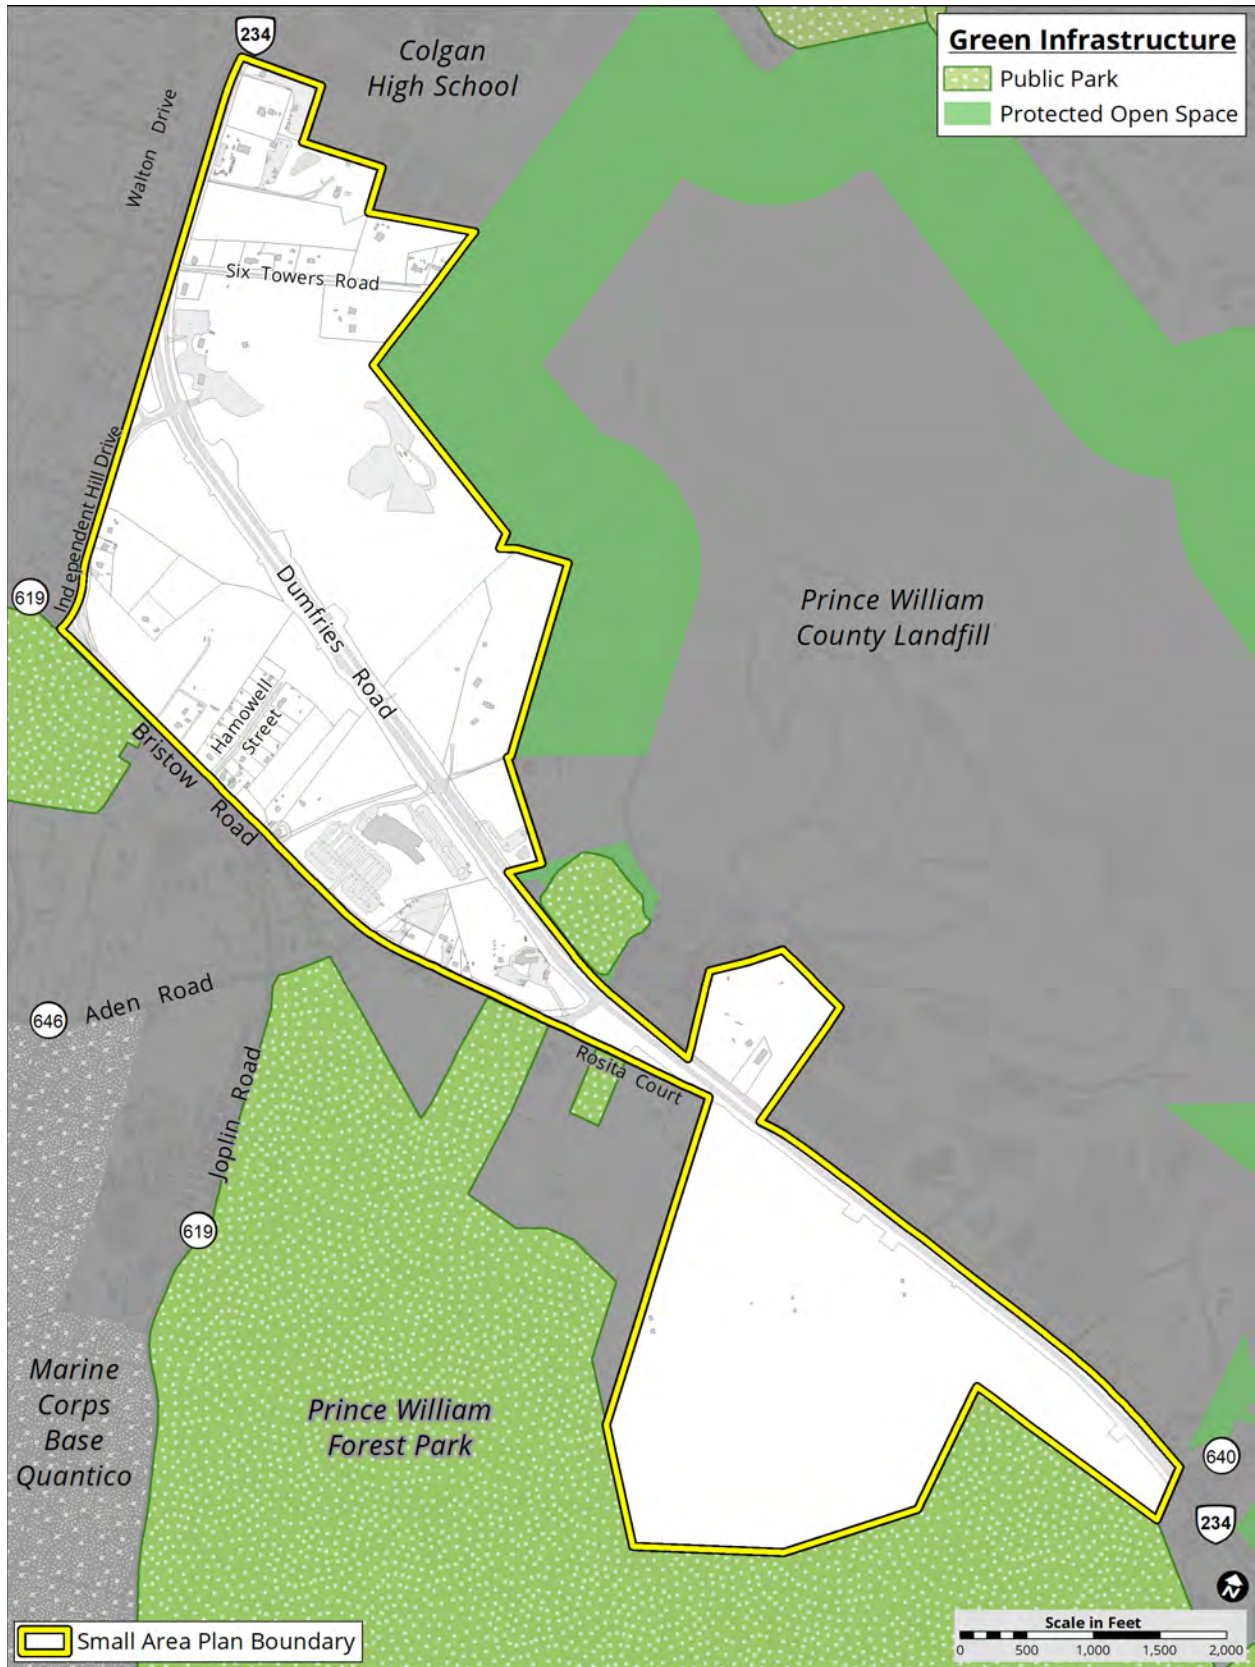 234
Colgan
High School
Green Infrastructure
Public Park
Protected Open Space
Walton Drive
Six Towers Road
Independent Hill Drive
619
Dumfries Road
Prince William
County Landfill
Hamowell
Street
Bristow Road
646
Aden Road
Joplin Road
Rosita Court
619
Marine
Corps
Base
Quantico
Prince William
Forest Park
640
234
N
Small Area Plan Boundary
Scale in Feet
0 500 1,000 1,500 2,000